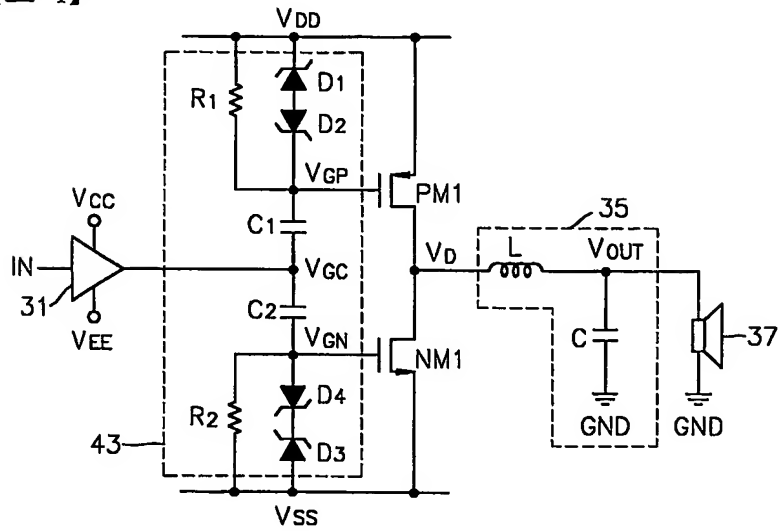 VDD
R1
D1
D2
VGP
PM1
VCC
C1
35
IN
VGC
VD
L
VOUT
31
C2
VEE
VGN
NM1
C
37
R2
D4
D3
43
GND
GND
VSS